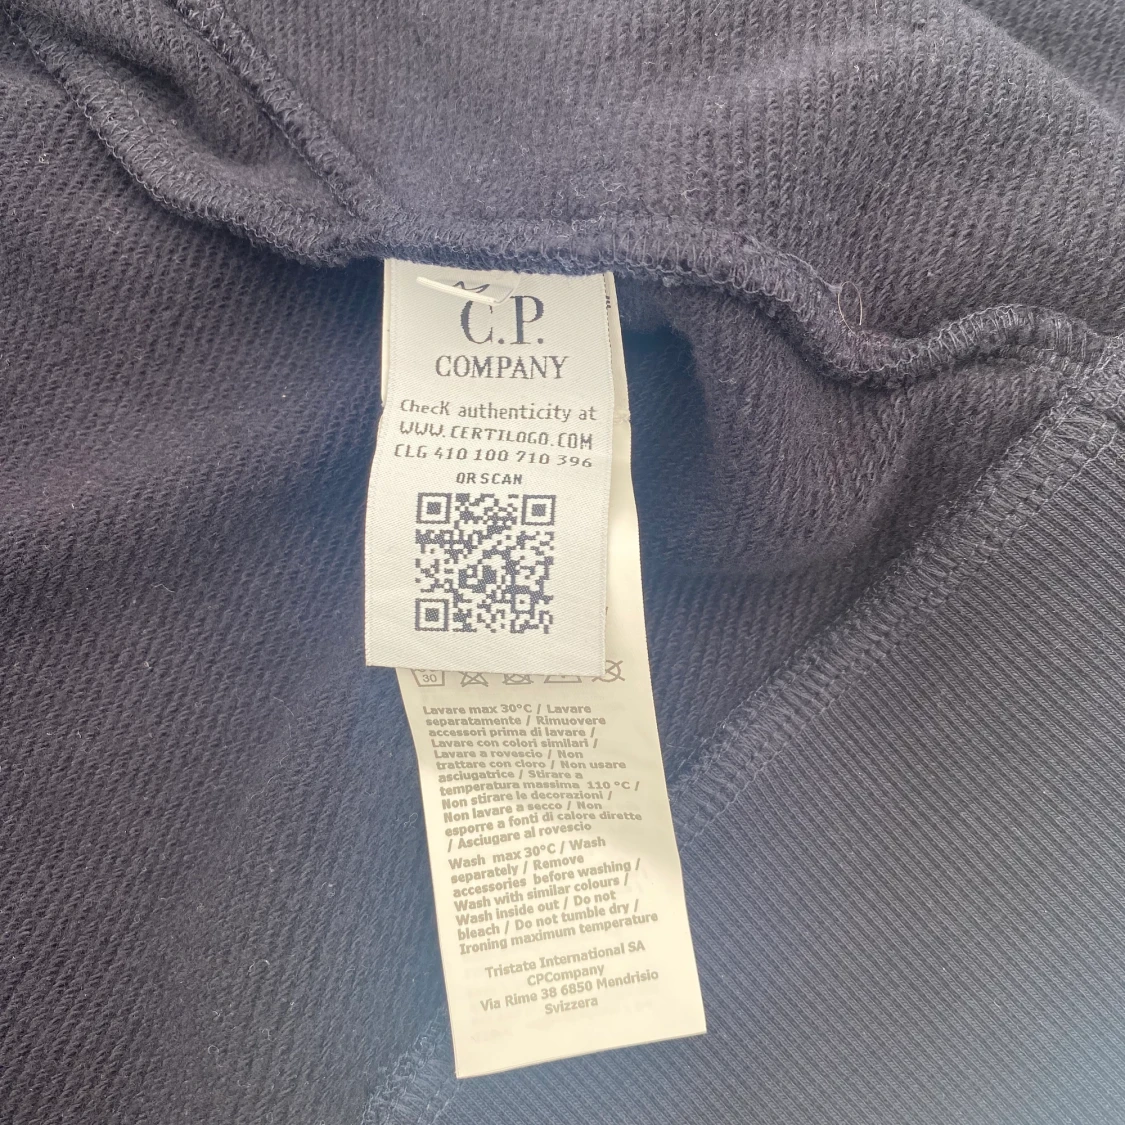 C.P.
COMPANY
Check authenticity at
WWW.CERTILOGO.COM
CLG 410 100 710 396
OR SCAN
30
Lavare max 30°C / Lavare
separatamente / Rimuovere
accessori prima di lavare /
Lavare con colori similari /
Lavare a rovescio / Non
trattare con cloro / Non usare
asciugatrice / Stirare a
temperatura massima 110 °C /
Non stirare le decorazioni /
Non lavare a secco / Non
esporre a fonti di calore dirette
/ Asciugare al rovescio
Wash max 30°C / Wash
separately / Remove
accessories before washing /
Wash with similar colours /
Wash inside out / Do not
bleach / Do not tumble dry /
Ironing maximum temperature
Tristate International SA
CPCompany
Via Rime 38 6850 Mendrisio
Svizzera